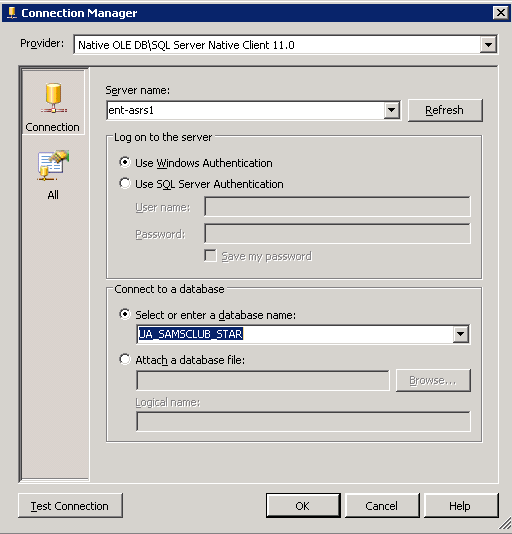 Connection Manager
Provider:
Native OLE DB\SQL Server Native Client 11.0
Connection
All
Server name:
ent-asrs1
Refresh
Log on to the server
Use Windows Authentication
Use SQL Server Authentication
User name:
Password:
Save my password
Connect to a database
Select or enter a database name:
UA_SAMSCLUB_STAR
Attach a database file:
Browse...
Logical name:
Test Connection
OK
Cancel
Help